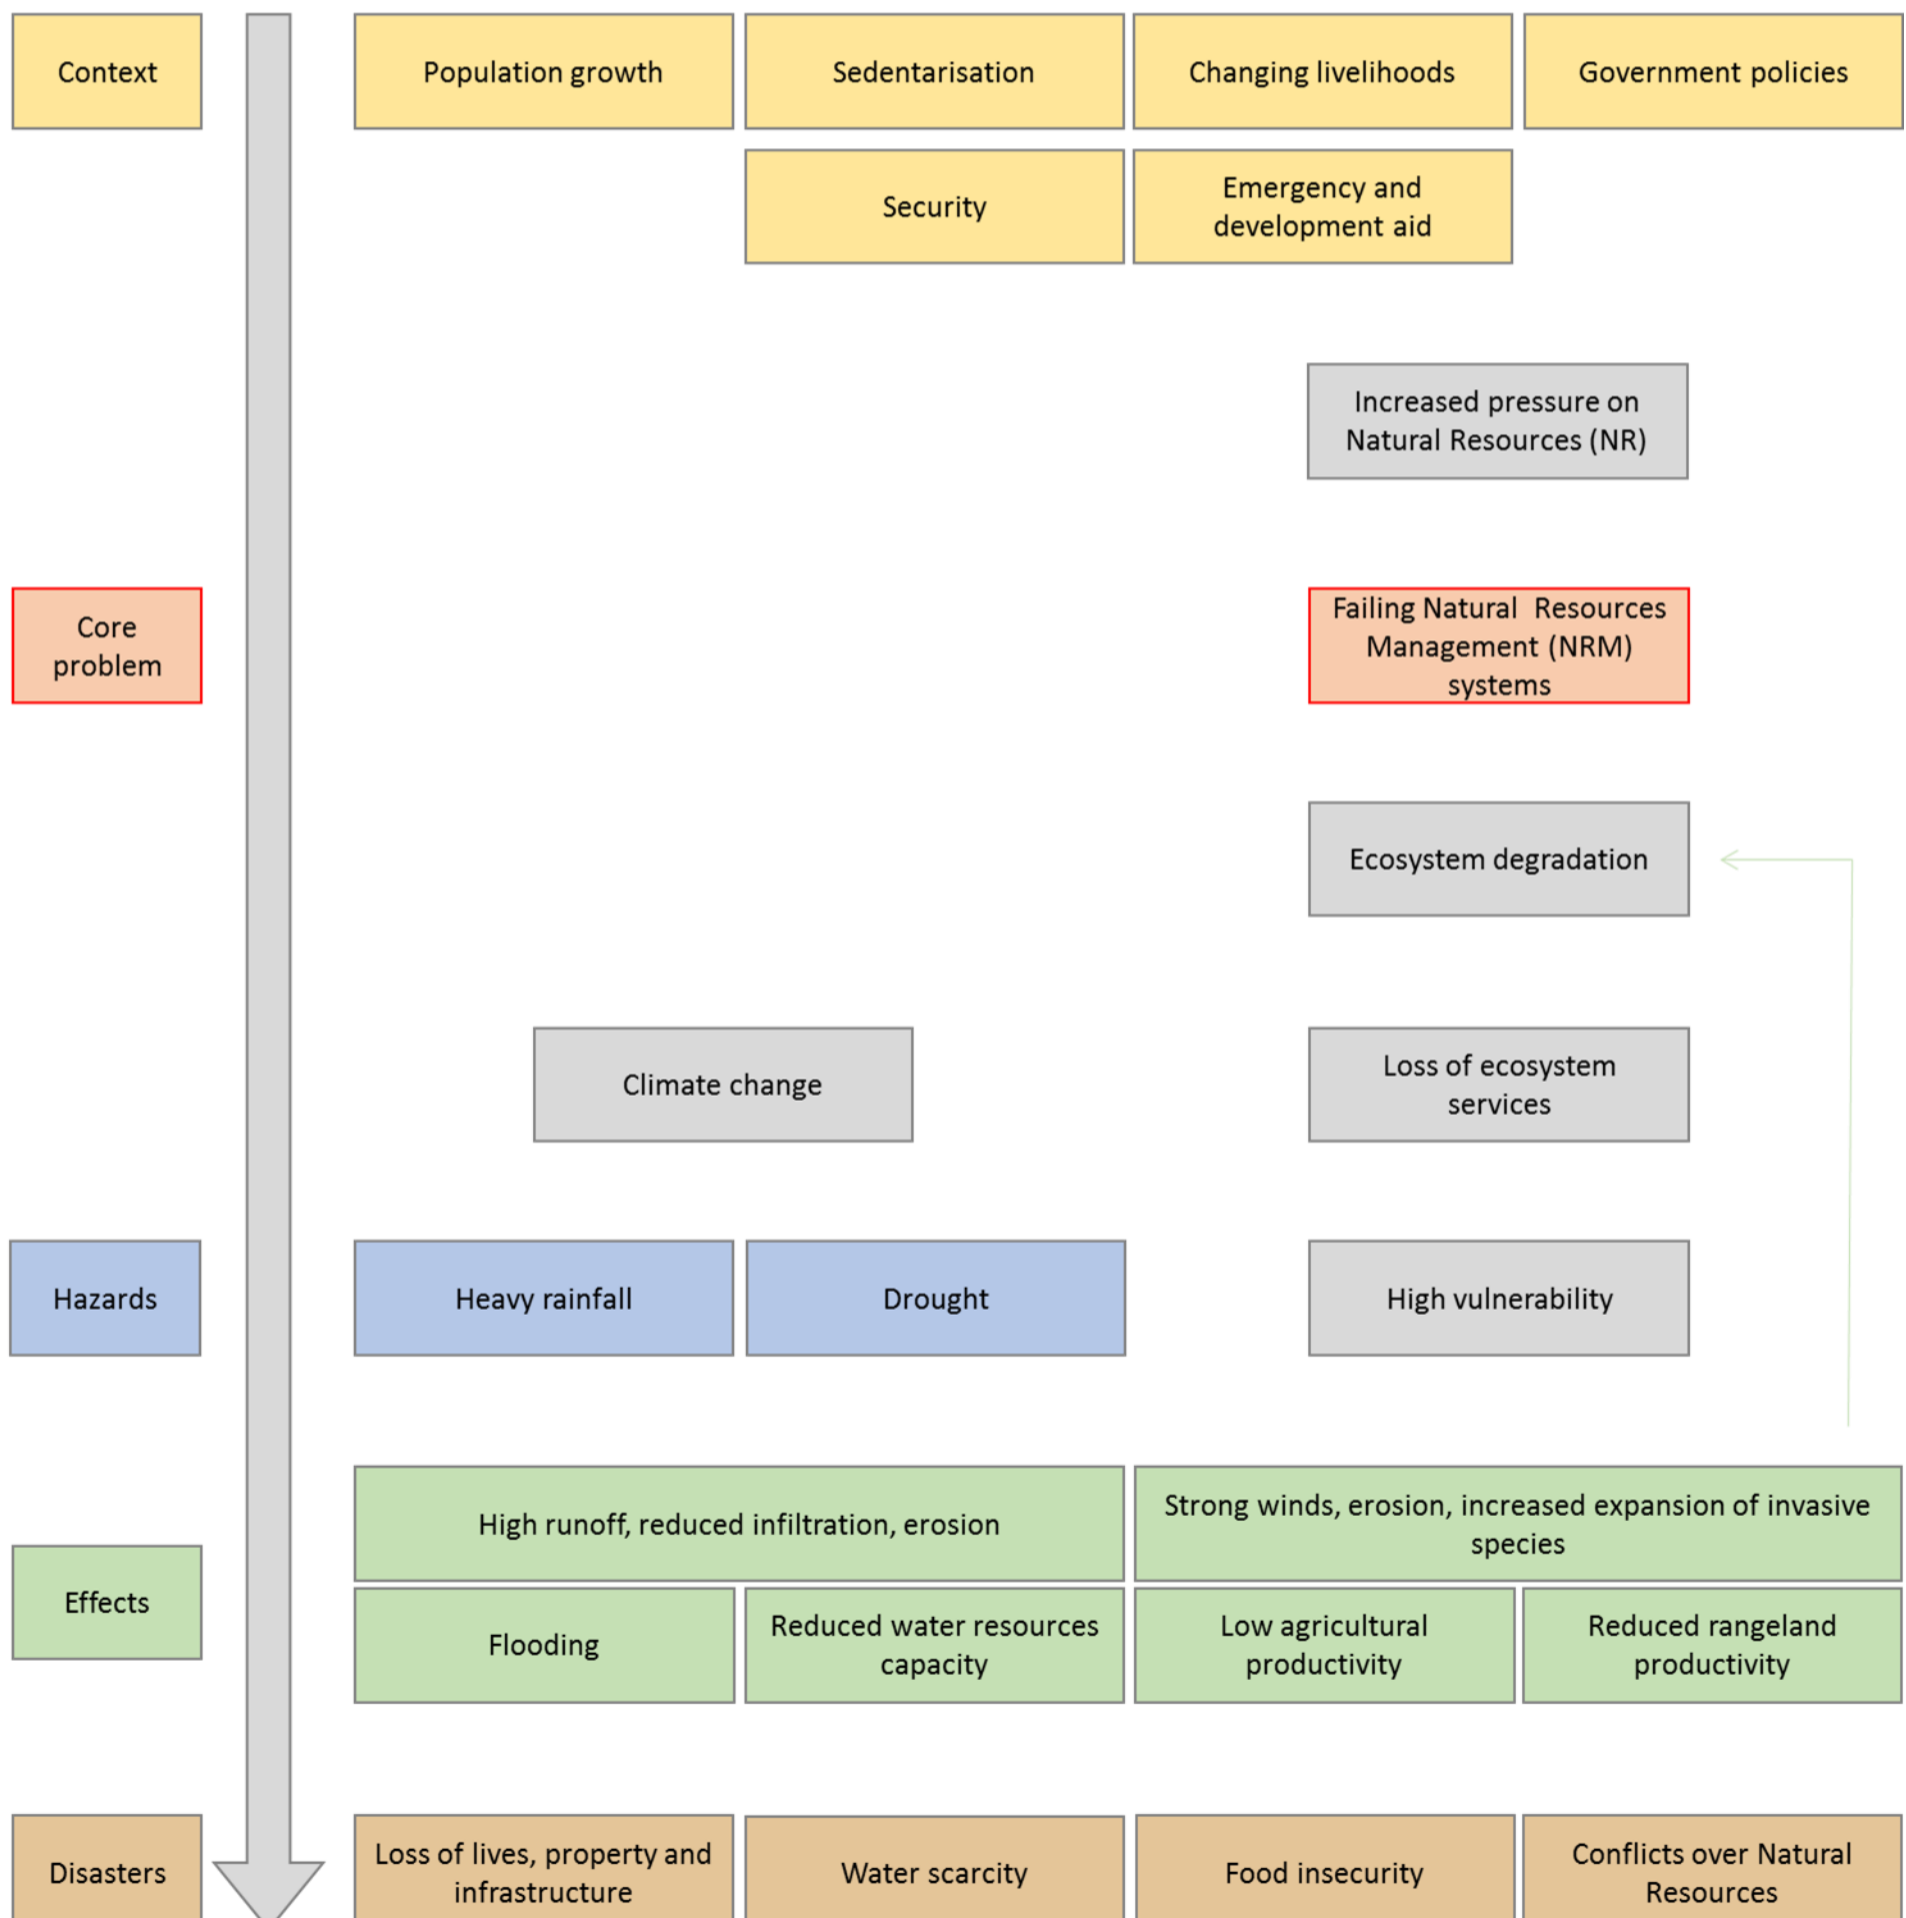 Context
Population growth
Sedentarisation
Changing livelihoods
Government policies
Security
Emergency and
development aid
Increased pressure on
Natural Resources (NR)
Core
problem
Failing Natural Resources
Management (NRM)
systems
Ecosystem degradation
Climate change
Loss of ecosystem
services
Hazards
Heavy rainfall
Drought
High vulnerability
Effects
High runoff, reduced infiltration, erosion
Strong winds, erosion, increased expansion of invasive
species
Flooding
Reduced water resources
capacity
Low agricultural
productivity
Reduced rangeland
productivity
Disasters
Loss of lives, property and
infrastructure
Water scarcity
Food insecurity
Conflicts over Natural
Resources